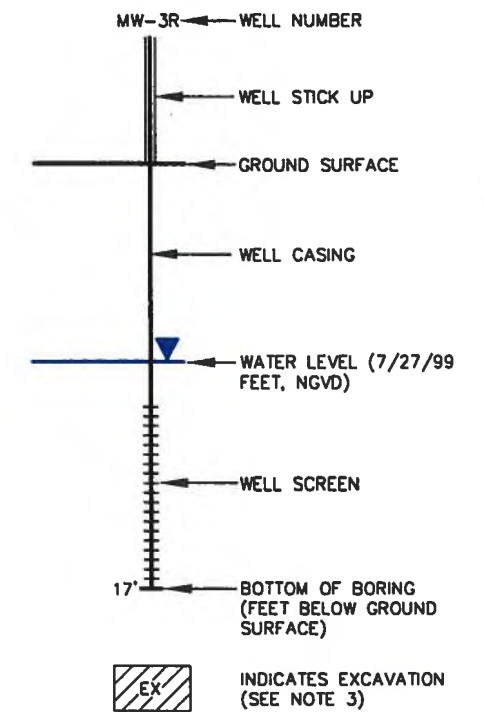 MW-3R WELL NUMBER
WELL STICK UP
GROUND SURFACE
WELL CASING
WATER LEVEL (7/27/99
FEET, NGVD)
WELL SCREEN
17' BOTTOM OF BORING
(FEET BELOW GROUND
SURFACE)
EX INDICATES EXCAVATION
(SEE NOTE 3)